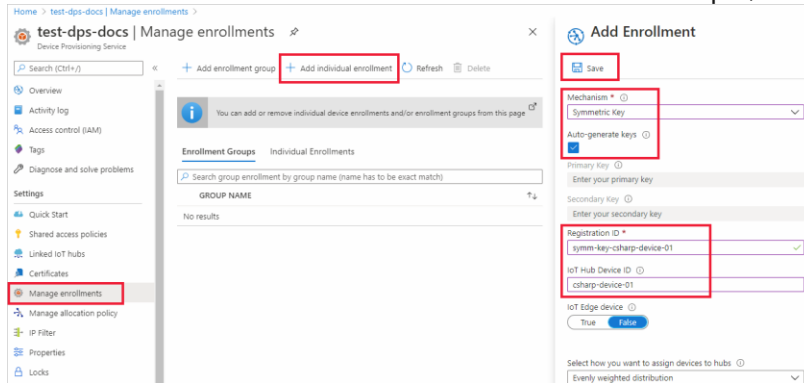 Home > test-dps-docs | Manage enrollments >
test-dps-docs | Manage enrollments
Device Provisioning Service
Search (Ctrl+/)
Overview
Activity log
Access control (IAM)
Tags
Diagnose and solve problems
Settings
Quick Start
Shared access policies
Linked IoT hubs
Certificates
Manage enrollments
Manage allocation policy
IP Filter
Properties
Locks
+ Add enrollment group + Add individual enrollment Refresh Delete
You can add or remove individual device enrollments and/or enrollment groups from this page
Enrollment Groups Individual Enrollments
Search group enrollment by group name (name has to be exact match)
GROUP NAME
No results
Add Enrollment
Save
Mechanism *
Symmetric Key
Auto-generate keys
Primary Key
Enter your primary key
Secondary Key
Enter your secondary key
Registration ID *
symm-key-csharp-device-01
IoT Hub Device ID
csharp-device-01
IoT Edge device
True False
Select how you want to assign devices to hubs
Evenly weighted distribution